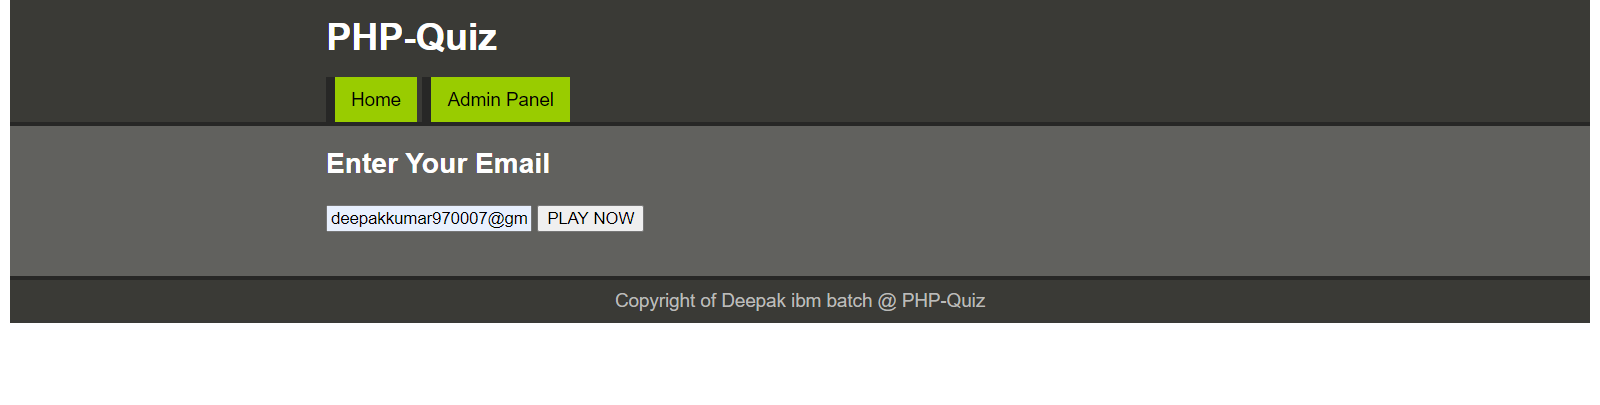 PHP-Quiz
Home Admin Panel
Enter Your Email
deepakkumar970007@gm PLAY NOW
Copyright of Deepak ibm batch @ PHP-Quiz